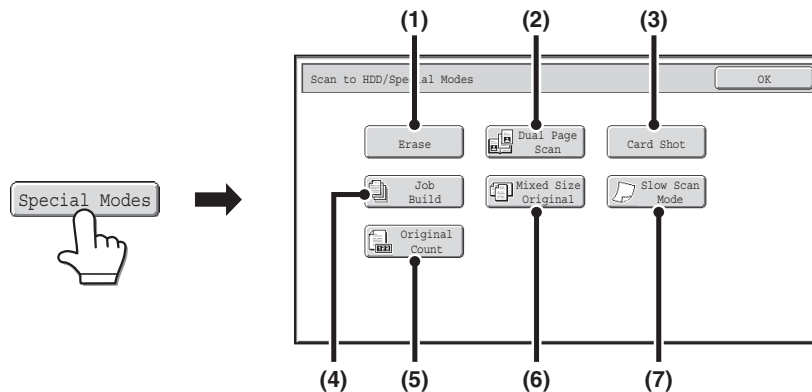 (1) (2) (3)
Scan to HDD/Special Modes OK
Erase
Dual Page
Scan
Card Shot
Special Modes
Job
Build
Mixed Size
Original
Slow Scan
Mode
Original
Count
123
(4) (5) (6) (7)